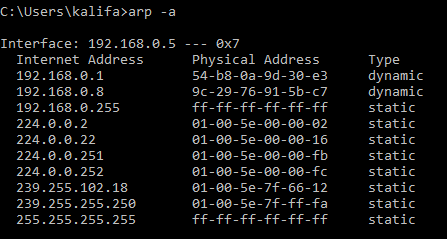 C:\Users\kalifa>arp -a
Interface: 192.168.0.5 --- 0x7
Internet Address Physical Address Type
192.168.0.1 54-b8-0a-9d-30-e3 dynamic
192.168.0.8 9c-29-76-91-5b-c7 dynamic
192.168.0.255 ff-ff-ff-ff-ff-ff static
224.0.0.2 01-00-5e-00-00-02 static
224.0.0.22 01-00-5e-00-00-16 static
224.0.0.251 01-00-5e-00-00-fb static
224.0.0.252 01-00-5e-00-00-fc static
239.255.102.18 01-00-5e-7f-66-12 static
239.255.255.250 01-00-5e-7f-ff-fa static
255.255.255.255 ff-ff-ff-ff-ff-ff static